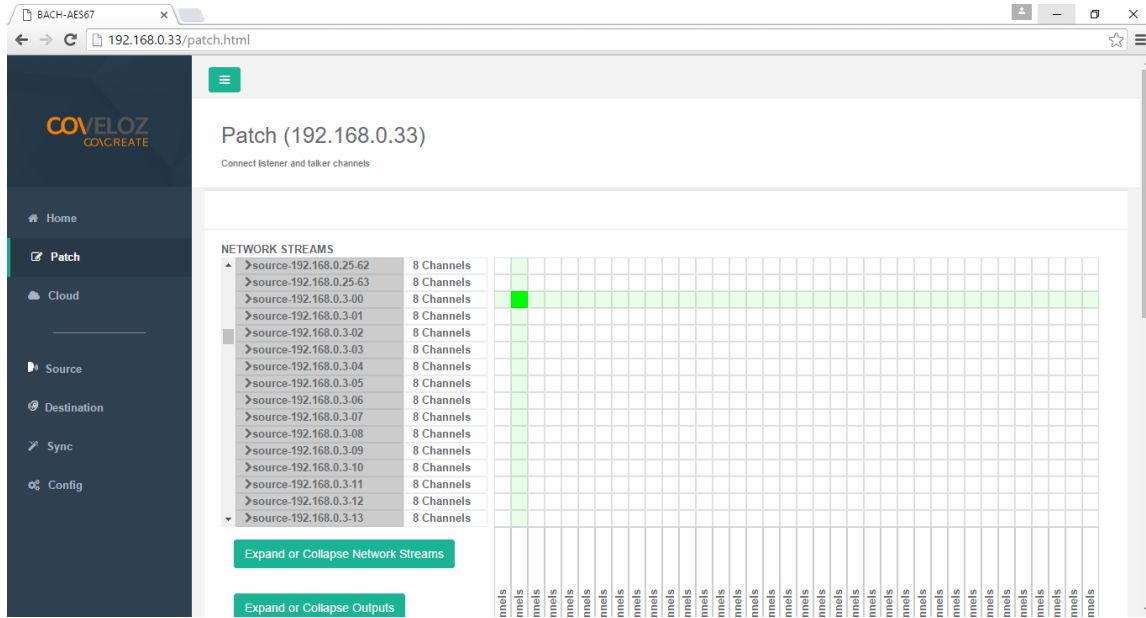 BACH-AES67
192.168.0.33/patch.html
COVELOZ
CO\CREATE
Home
Patch
Cloud
Source
Destination
Sync
Config
Patch (192.168.0.33)
Connect listener and talker channels
NETWORK STREAMS
source-192.168.0.25-62 8 Channels
source-192.168.0.25-63 8 Channels
source-192.168.0.3-00 8 Channels
source-192.168.0.3-01 8 Channels
source-192.168.0.3-02 8 Channels
source-192.168.0.3-03 8 Channels
source-192.168.0.3-04 8 Channels
source-192.168.0.3-05 8 Channels
source-192.168.0.3-06 8 Channels
source-192.168.0.3-07 8 Channels
source-192.168.0.3-08 8 Channels
source-192.168.0.3-09 8 Channels
source-192.168.0.3-10 8 Channels
source-192.168.0.3-11 8 Channels
source-192.168.0.3-12 8 Channels
source-192.168.0.3-13 8 Channels
Expand or Collapse Network Streams
Expand or Collapse Outputs